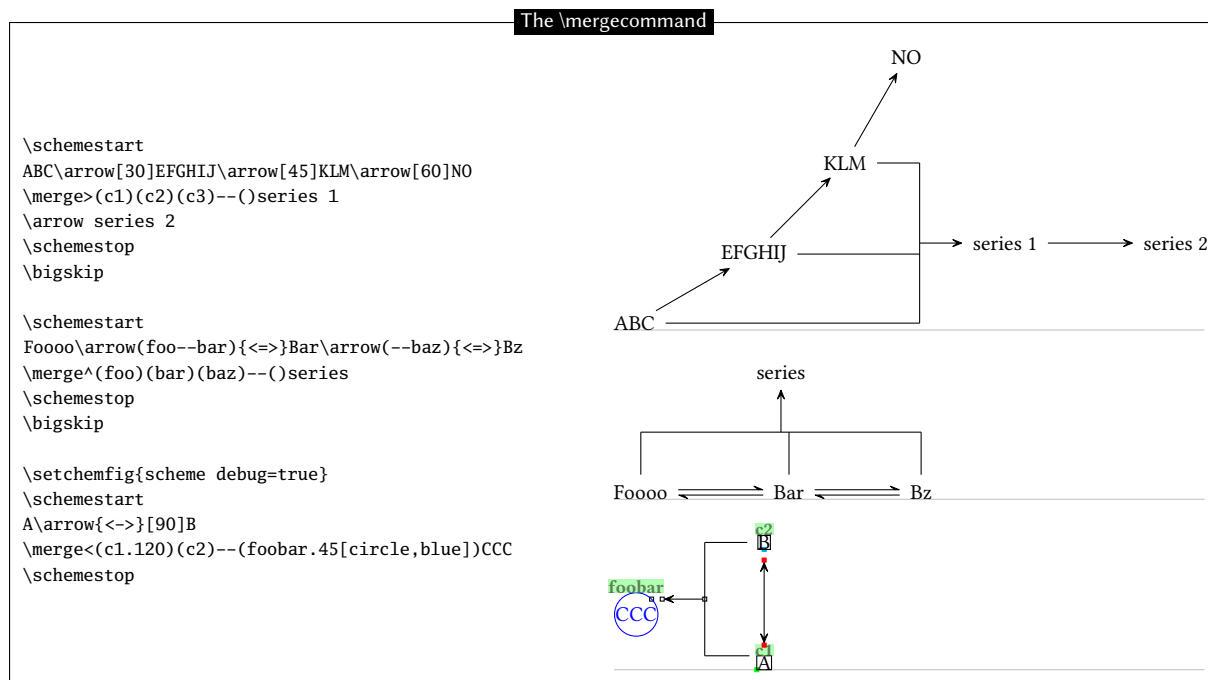 The \mergecommand
\schemestart
ABC\arrow[30]EFGHIJ\arrow[45]KLM\arrow[60]NO
\merge>(c1)(c2)(c3)--()series 1
\arrow series 2
\schemestop
\bigskip
\schemestart
Foooo\arrow(foo--bar){<=>}Bar\arrow(--baz){<=>}Bz
\merge^(foo)(bar)(baz)--()series
\schemestop
\bigskip
\setchemfig{scheme debug=true}
\schemestart
A\arrow{<->}[90]B
\merge<(c1.120)(c2)--(foobar.45[circle,blue])CCC
\schemestop
NO
KLM
EFGHIJ
series 1
series 2
ABC
series
Foooo
Bar
Bz
c2
B
foobar
CCC
c1
A